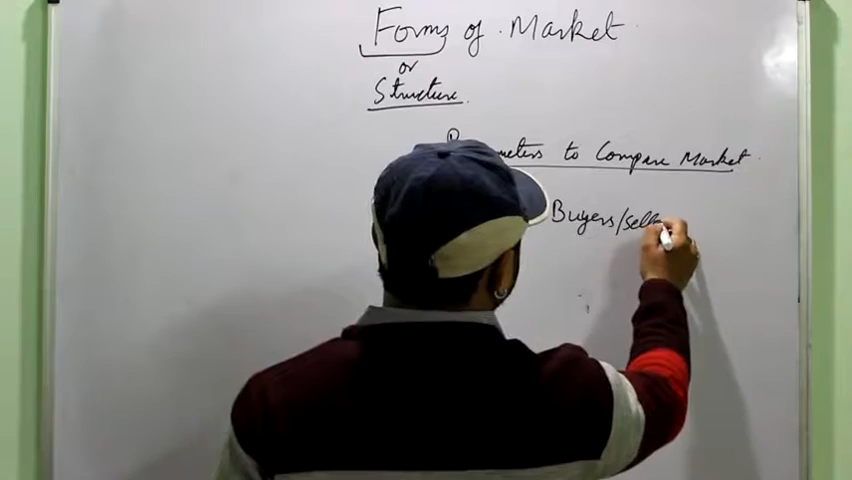 Forms of Market
or
Structure
to Compare Market
Buyers/